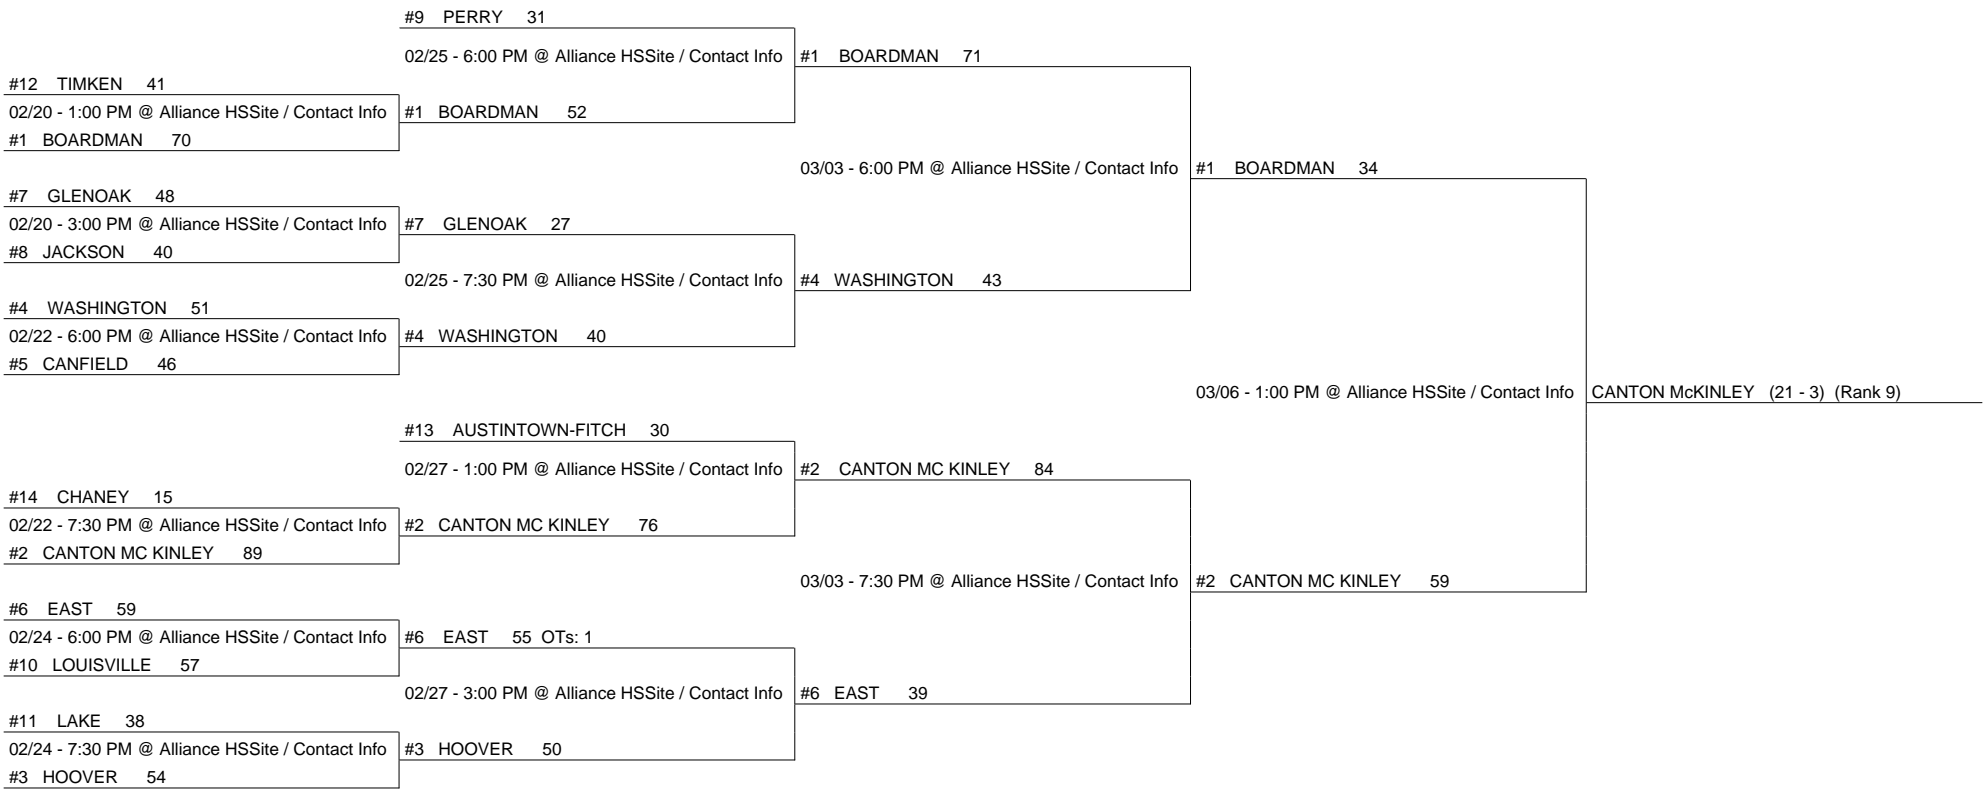 #9 PERRY 31
02/25 - 6:00 PM @ Alliance HSSite / Contact Info
#1 BOARDMAN 71
#12 TIMKEN 41
02/20 - 1:00 PM @ Alliance HSSite / Contact Info
#1 BOARDMAN 52
#1 BOARDMAN 70
03/03 - 6:00 PM @ Alliance HSSite / Contact Info
#1 BOARDMAN 34
#7 GLENOAK 48
02/20 - 3:00 PM @ Alliance HSSite / Contact Info
#7 GLENOAK 27
#8 JACKSON 40
02/25 - 7:30 PM @ Alliance HSSite / Contact Info
#4 WASHINGTON 43
#4 WASHINGTON 51
02/22 - 6:00 PM @ Alliance HSSite / Contact Info
#4 WASHINGTON 40
#5 CANFIELD 46
03/06 - 1:00 PM @ Alliance HSSite / Contact Info
CANTON McKINLEY (21 - 3) (Rank 9)
#13 AUSTINTOWN-FITCH 30
02/27 - 1:00 PM @ Alliance HSSite / Contact Info
#2 CANTON MC KINLEY 84
#14 CHANEY 15
02/22 - 7:30 PM @ Alliance HSSite / Contact Info
#2 CANTON MC KINLEY 76
#2 CANTON MC KINLEY 89
03/03 - 7:30 PM @ Alliance HSSite / Contact Info
#2 CANTON MC KINLEY 59
#6 EAST 59
02/24 - 6:00 PM @ Alliance HSSite / Contact Info
#6 EAST 55 OTs: 1
#10 LOUISVILLE 57
02/27 - 3:00 PM @ Alliance HSSite / Contact Info
#6 EAST 39
#11 LAKE 38
02/24 - 7:30 PM @ Alliance HSSite / Contact Info
#3 HOOVER 50
#3 HOOVER 54